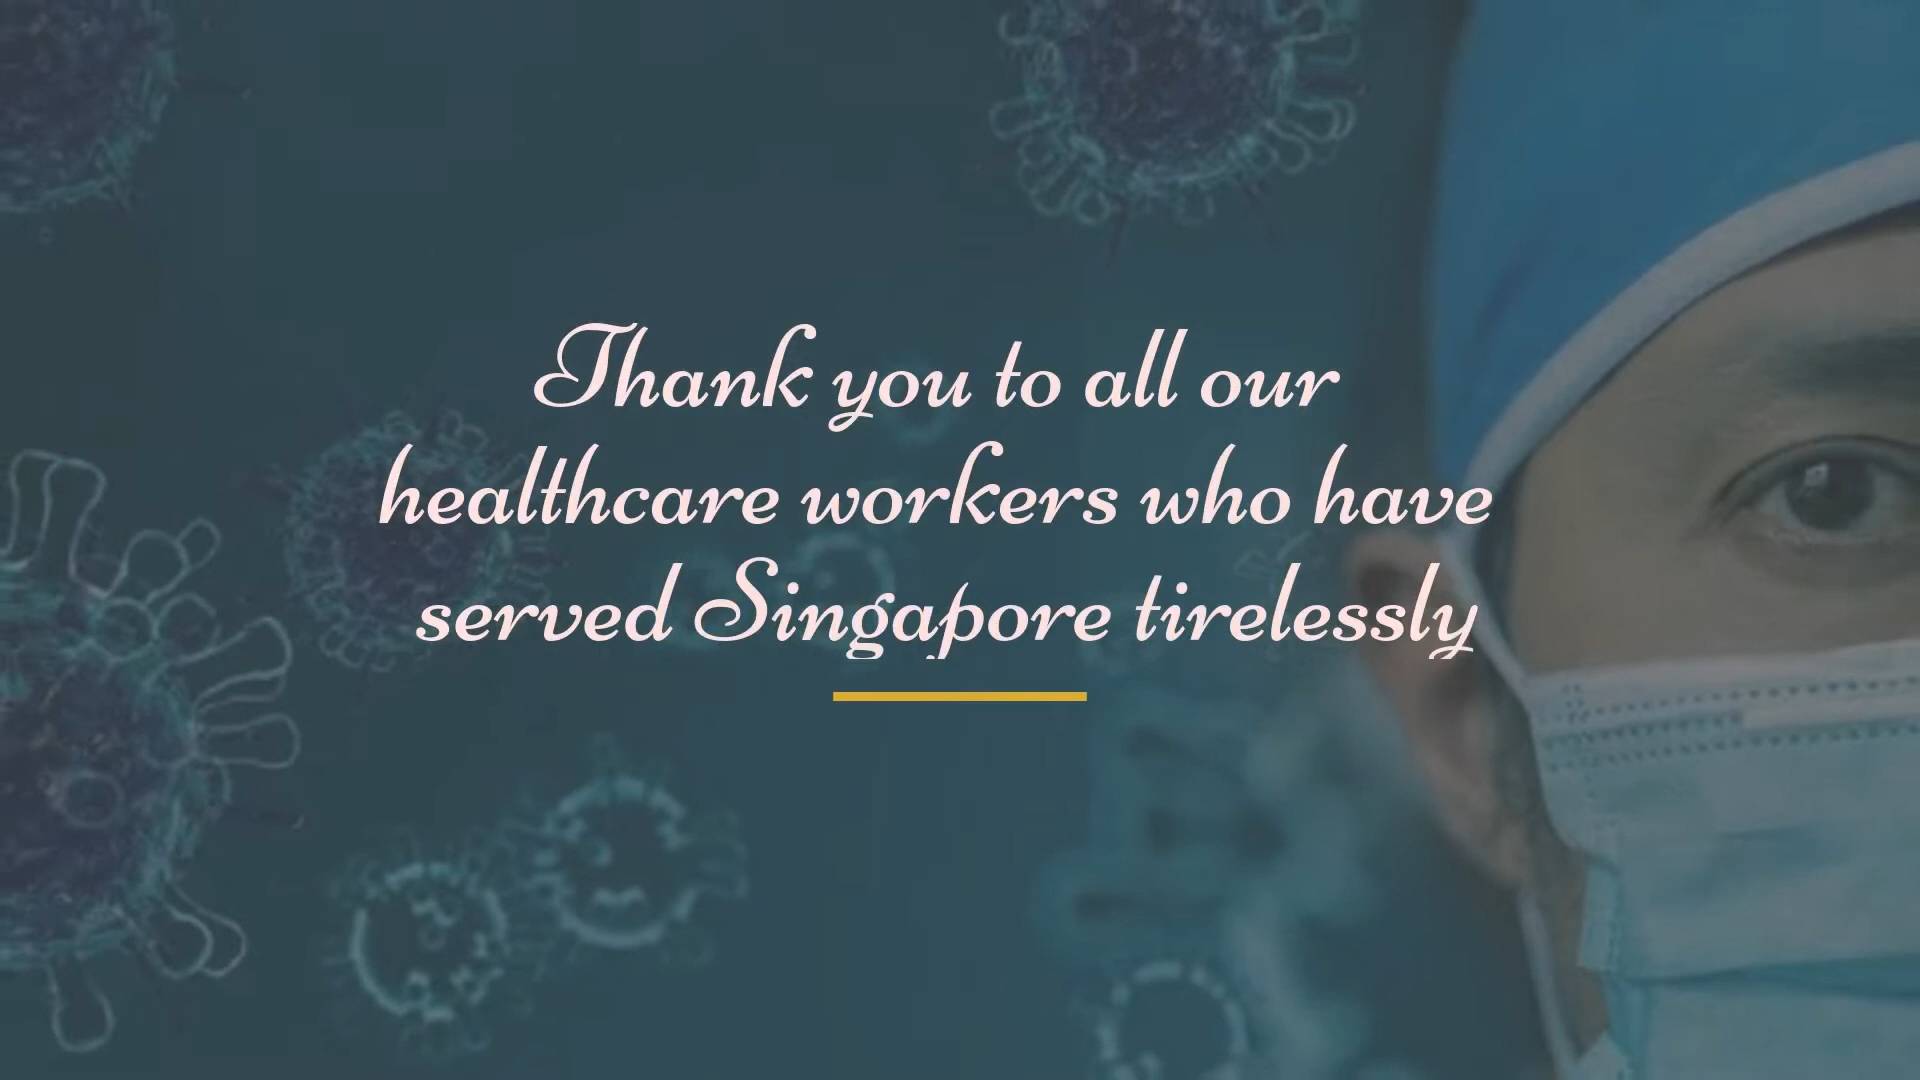 Thank you to all our
healthcare workers who have
served Singapore tirelessly